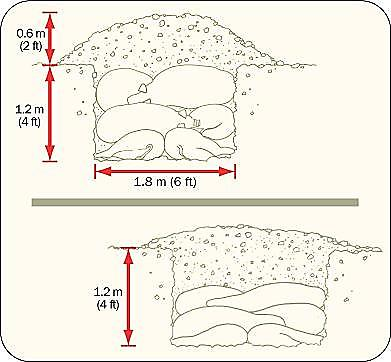 0.6 m
(2 ft)
1.2 m
(4 ft)
1.8 m (6 ft)
1.2 m
(4 ft)